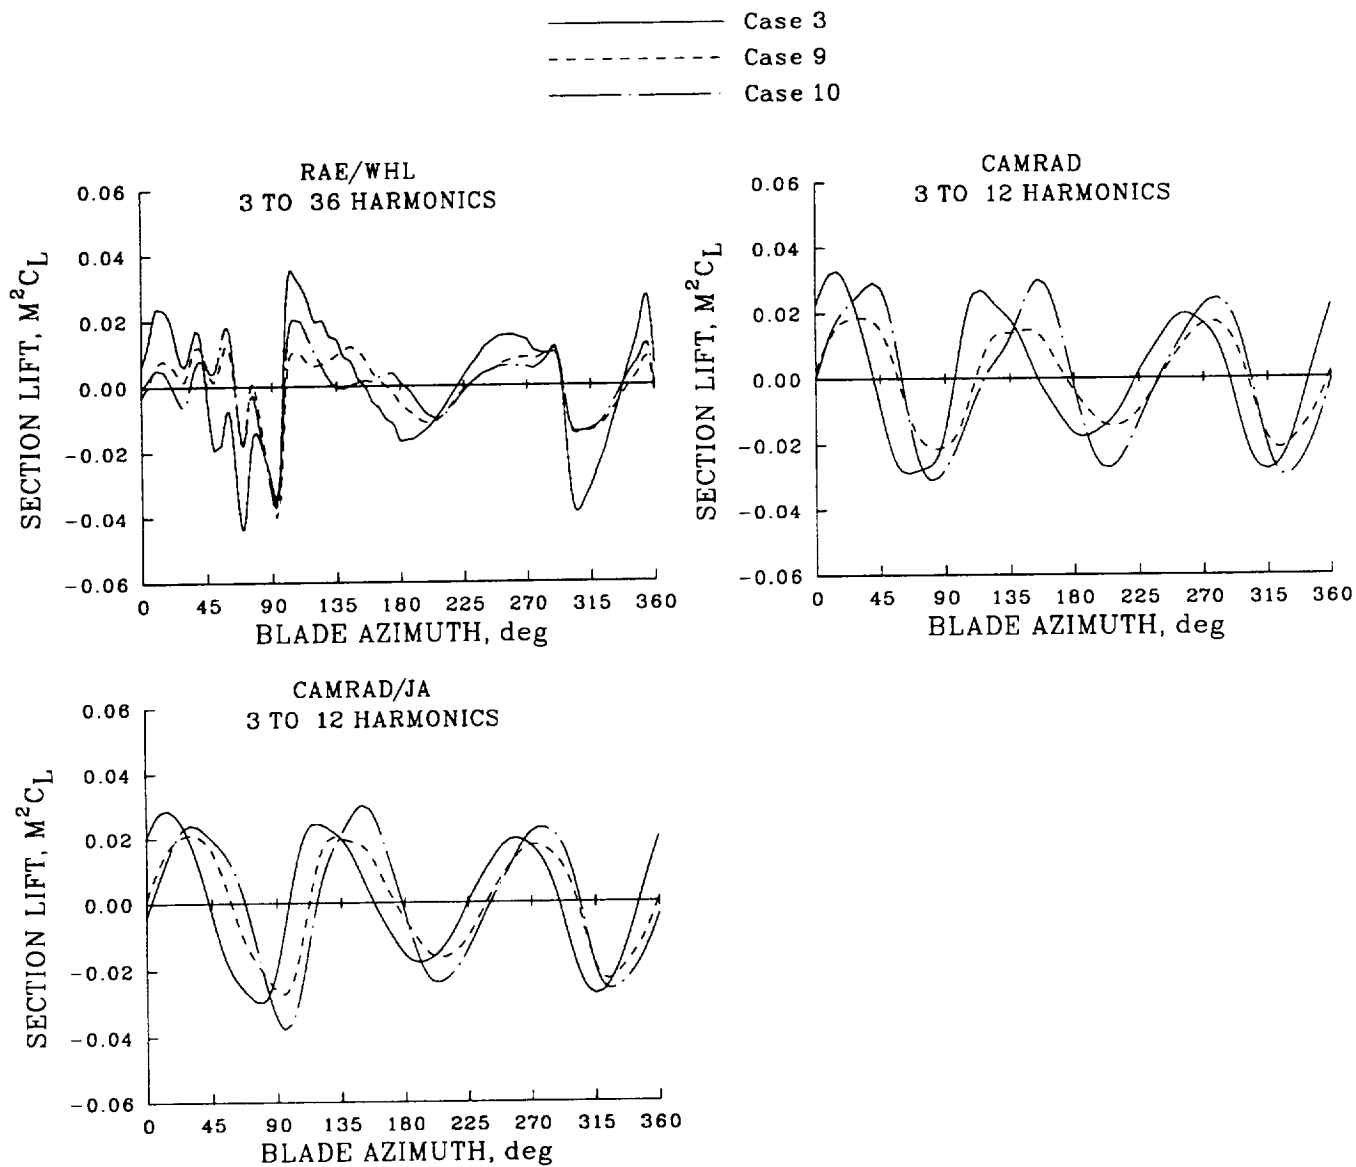 Case 3
Case 9
Case 10
RAE/WHL
3 TO 36 HARMONICS
0.06
0.04
0.02
0.00
-0.02
-0.04
-0.06
SECTION LIFT, M²CL
0 45 90 135 180 225 270 315 360
BLADE AZIMUTH, deg
CAMRAD
3 TO 12 HARMONICS
0.06
0.04
0.02
0.00
-0.02
-0.04
-0.06
SECTION LIFT, M²CL
0 45 90 135 180 225 270 315 360
BLADE AZIMUTH, deg
CAMRAD/JA
3 TO 12 HARMONICS
0.06
0.04
0.02
0.00
-0.02
-0.04
-0.06
SECTION LIFT, M²CL
0 45 90 135 180 225 270 315 360
BLADE AZIMUTH, deg